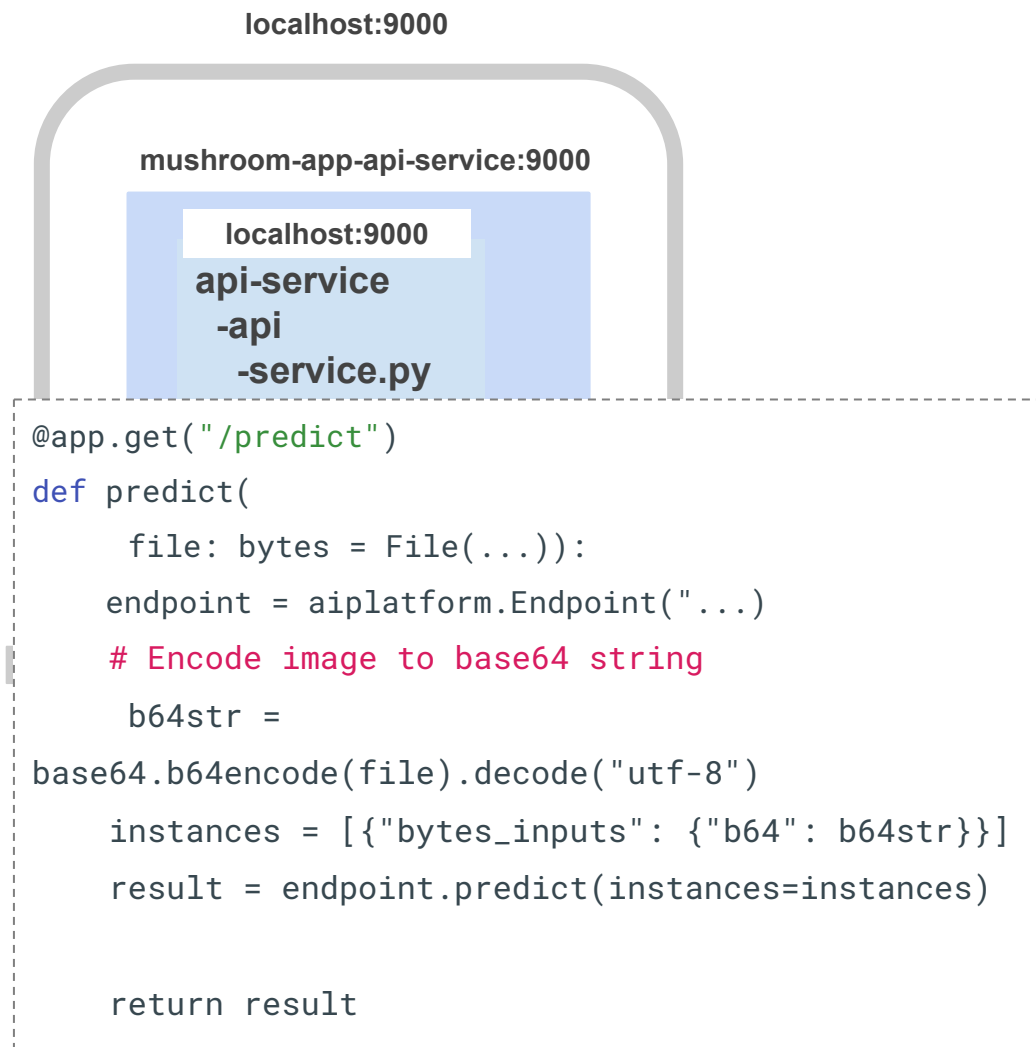 localhost:9000
mushroom-app-api-service:9000
localhost:9000
api-service
-api
-service.py
@app.get("/predict")
def predict(
file: bytes = File(...)):
endpoint = aiplatform.Endpoint("...)
# Encode image to base64 string
b64str =
base64.b64encode(file).decode("utf-8")
instances = [{"bytes_inputs": {"b64": b64str}}]
result = endpoint.predict(instances=instances)
return result